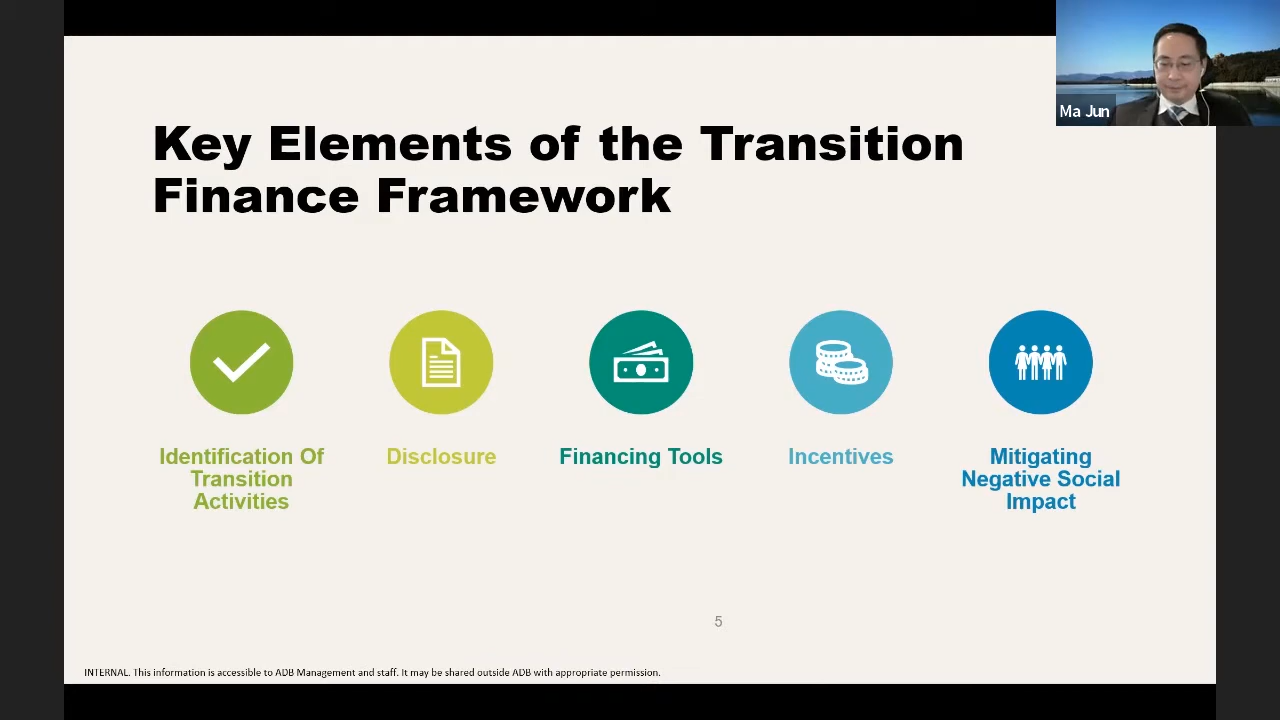 Ma Jun
Key Elements of the Transition
Finance Framework
Identification Of
Transition
Activities
Disclosure
Financing Tools
Incentives
Mitigating
Negative Social
Impact
5
INTERNAL. This information is accessible to ADB Management and staff. It may be shared outside ADB with appropriate permission.